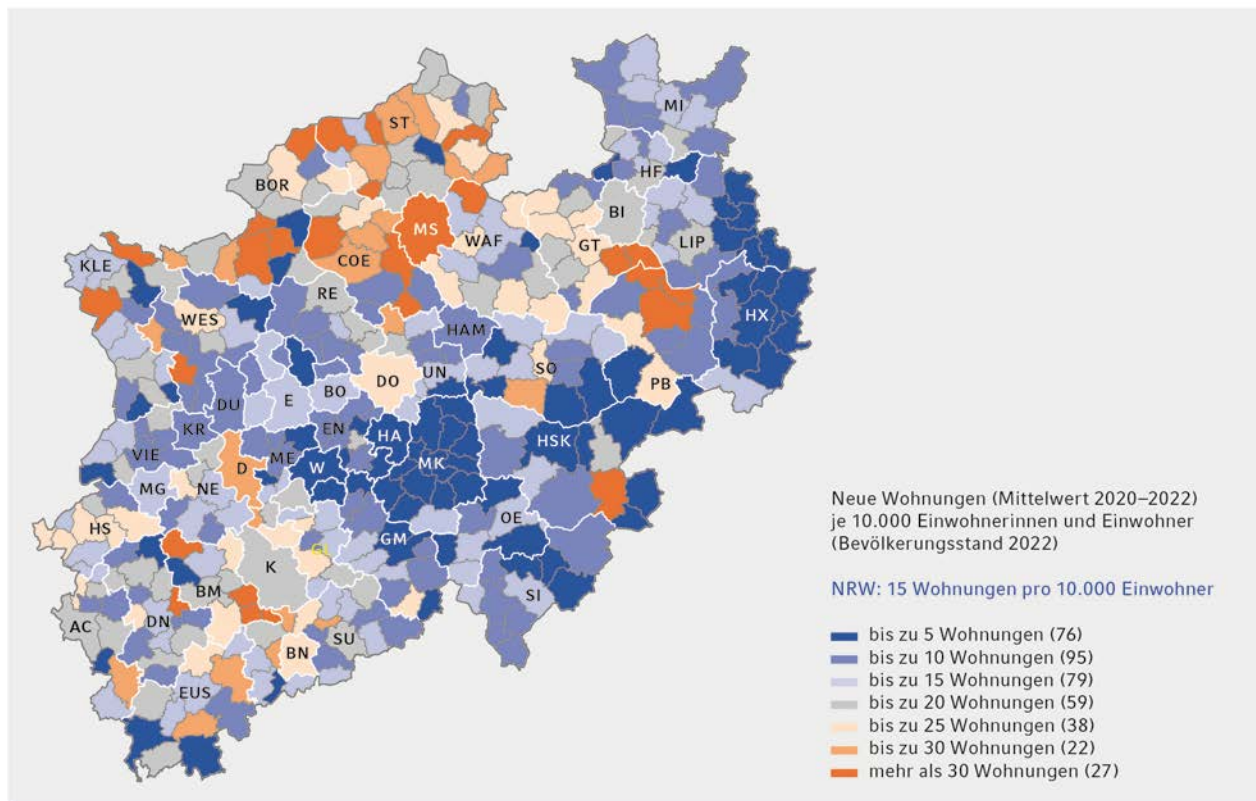 ST
MI
HF
BOR
BI
MS
WAF
GT
LIP
KLE
COE
RE
WES
HX
HAM
SO
PB
DO
UN
BO
E
DU
KR
EN
HA
HSK
VIE
D
ME
W
MK
MG
NE
OE
HS
GL
GM
K
BM
SI
AC
DN
SU
BN
EUS
Neue Wohnungen (Mittelwert 2020–2022)
je 10.000 Einwohnerinnen und Einwohner
(Bevölkerungsstand 2022)
NRW: 15 Wohnungen pro 10.000 Einwohner
bis zu 5 Wohnungen (76)
bis zu 10 Wohnungen (95)
bis zu 15 Wohnungen (79)
bis zu 20 Wohnungen (59)
bis zu 25 Wohnungen (38)
bis zu 30 Wohnungen (22)
mehr als 30 Wohnungen (27)